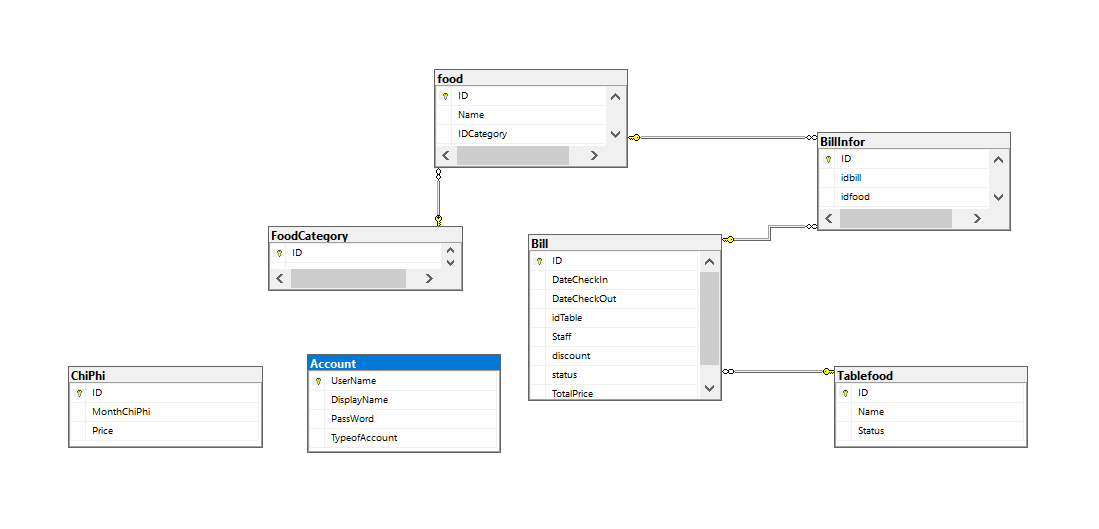 food
ID
Name
IDCategory
BillInfor
ID
idbill
idfood
FoodCategory
ID
Bill
ID
DateCheckIn
DateCheckOut
idTable
Staff
discount
status
TotalPrice
ChiPhi
ID
MonthChiPhi
Price
Account
UserName
DisplayName
PassWord
TypeofAccount
Tablefood
ID
Name
Status